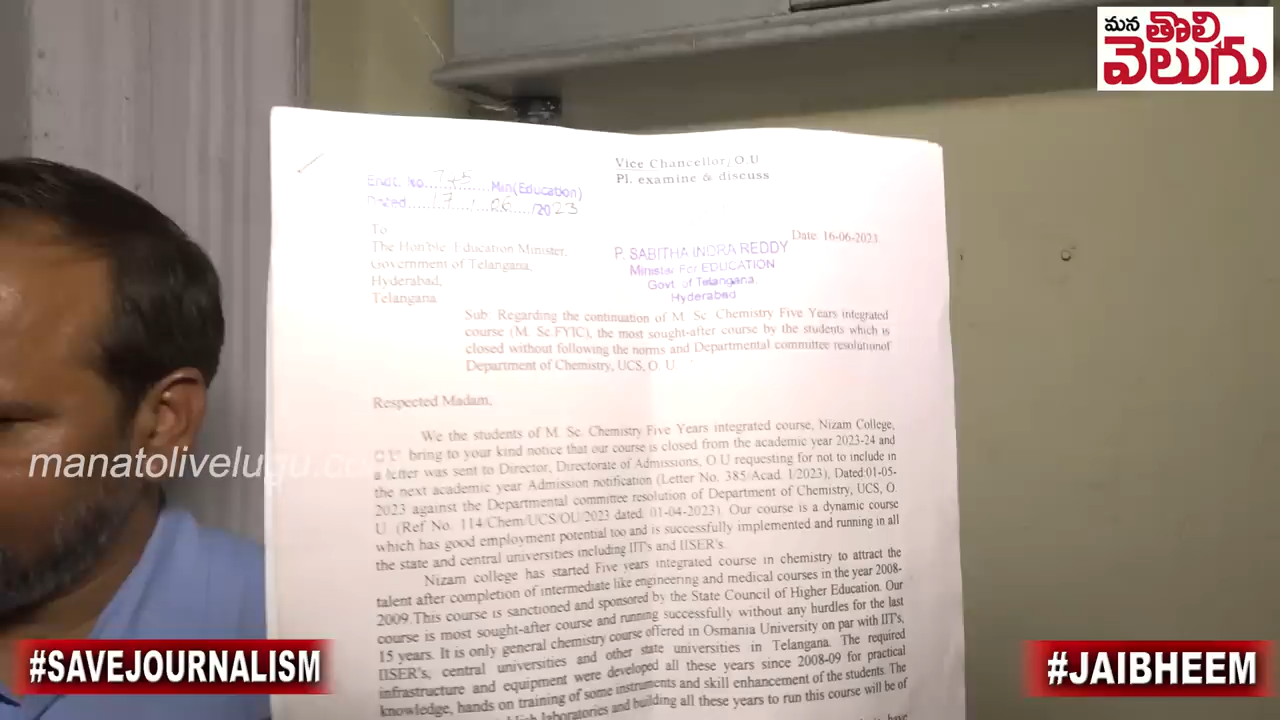 మన తొలి
వెలుగు
Vice Chancellor/O.U
Pl. examine & discuss
Endt. No. 745 Min(Education)
Dated 17/06/2023
To
The Hon'ble Education Minister,
Government of Telangana,
Hyderabad,
Telangana
Date: 16-06-2023
P. SABITHA INDRA REDDY
Minister For EDUCATION
Govt. of Telangana
Hyderabad
Sub: Regarding the continuation of M. Sc. Chemistry Five Years integrated
course (M. Sc.FYIC), the most sought-after course by the students which is
closed without following the norms and Departmental committee resolutionof
Department of Chemistry, UCS, O. U.
Respected Madam,
We the students of M. Sc. Chemistry Five Years integrated course, Nizam College,
bring to your kind notice that our course is closed from the academic year 2023-24 and
a letter was sent to Director, Directorate of Admissions, O.U requesting for not to include in
the next academic year Admission notification (Letter No. 385/Acad. I/2023), Dated:01-05-
2023 against the Departmental committee resolution of Department of Chemistry, UCS, O.
U (Ref No. 114/Chem/UCS/OU/2023 dated. 01-04-2023). Our course is a dynamic course
which has good employment potential too and is successfully implemented and running in all
the state and central universities including IIT's and IISER's.
Nizam college has started Five years integrated course in chemistry to attract the
talent after completion of intermediate like engineering and medical courses in the year 2008-
2009.This course is sanctioned and sponsored by the State Council of Higher Education. Our
course is most sought-after course and running successfully without any hurdles for the last
15 years. It is only general chemistry course offered in Osmania University on par with IIT's,
IISER's, central universities and other state universities in Telangana. The required
infrastructure and equipment were developed all these years since 2008-09 for practical
knowledge, hands on training of some instruments and skill enhancement of the students. The
laboratories and building all these years to run this course will be of
have
manatolivelugu.c
#SAVEJOURNALISM
#JAIBHEEM